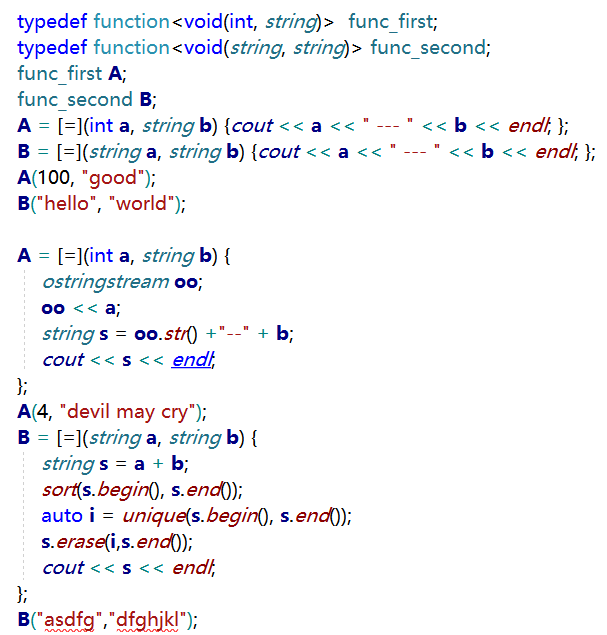 typedef function<void(int, string)>  func_first;
typedef function<void(string, string)> func_second;
func_first A;
func_second B;
A = [=](int a, string b) {cout << a << " --- " << b << endl; };
B = [=](string a, string b) {cout << a << " --- " << b << endl; };
A(100, "good");
B("hello", "world");
A = [=](int a, string b) {
ostringstream oo;
oo << a;
string s = oo.str() +"--" + b;
cout << s << endl;
};
A(4, "devil may cry");
B = [=](string a, string b) {
string s = a + b;
sort(s.begin(), s.end());
auto i = unique(s.begin(), s.end());
s.erase(i,s.end());
cout << s << endl;
};
B("asdfg","dfghjkl");